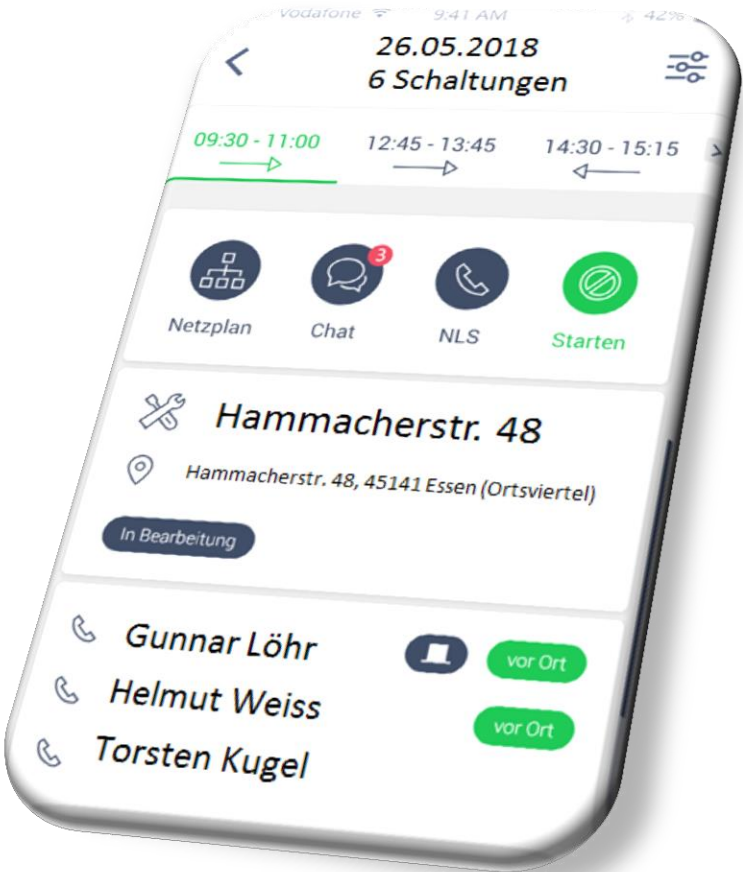 vodafone 9:41 AM 42%
26.05.2018
6 Schaltungen
09:30 - 11:00 12:45 - 13:45 14:30 - 15:15
3
Netzplan Chat NLS Starten
Hammacherstr. 48
Hammacherstr. 48, 45141 Essen (Ortsviertel)
In Bearbeitung
Gunnar Löhr vor Ort
Helmut Weiss vor Ort
Torsten Kugel